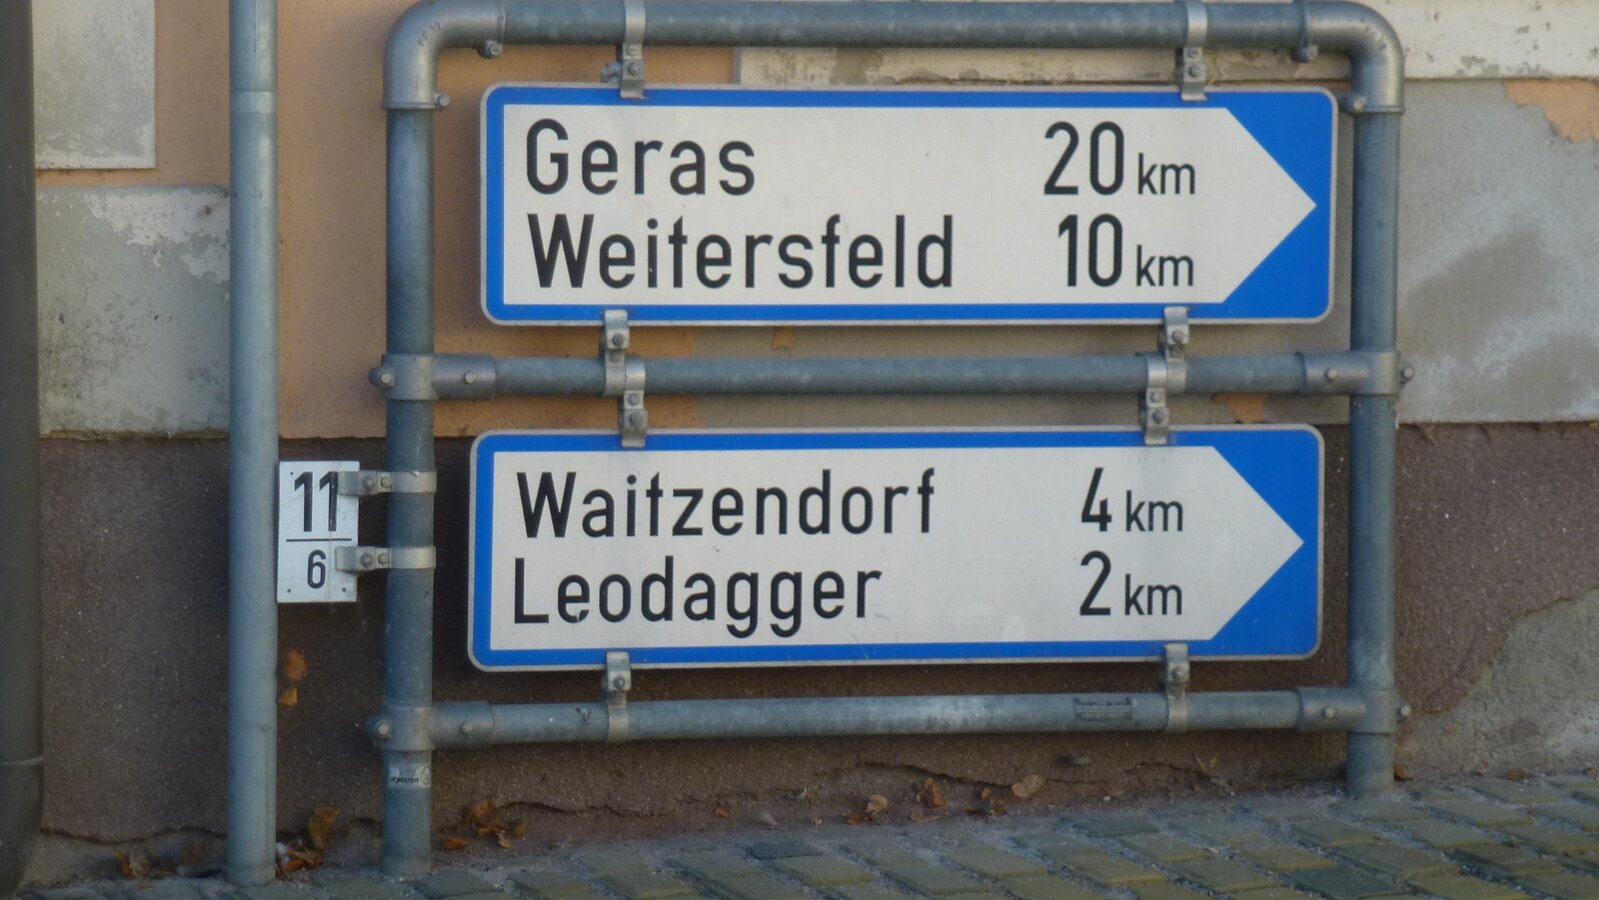 Geras 20 km
Weitersfeld 10 km
11
6
Waitzendorf 4 km
Leodagger 2 km